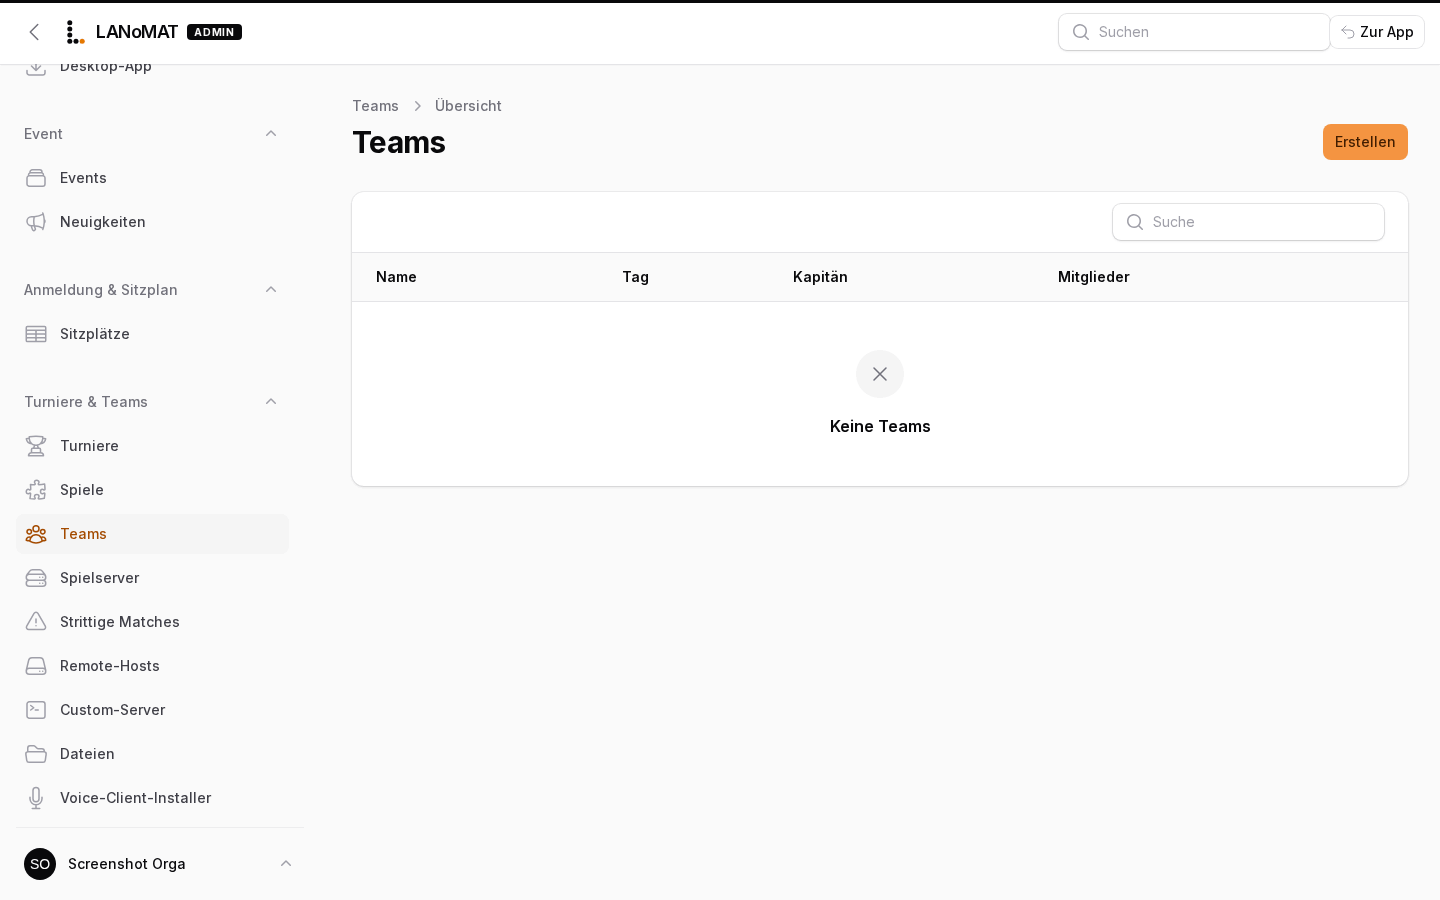 LANoMAT ADMIN
Suchen
Zur App
Desktop-App
Event
Events
Neuigkeiten
Anmeldung & Sitzplan
Sitzplätze
Turniere & Teams
Turniere
Spiele
Teams
Spielserver
Strittige Matches
Remote-Hosts
Custom-Server
Dateien
Voice-Client-Installer
SO Screenshot Orga
Teams Übersicht
Teams
Erstellen
Suche
Name Tag Kapitän Mitglieder
Keine Teams